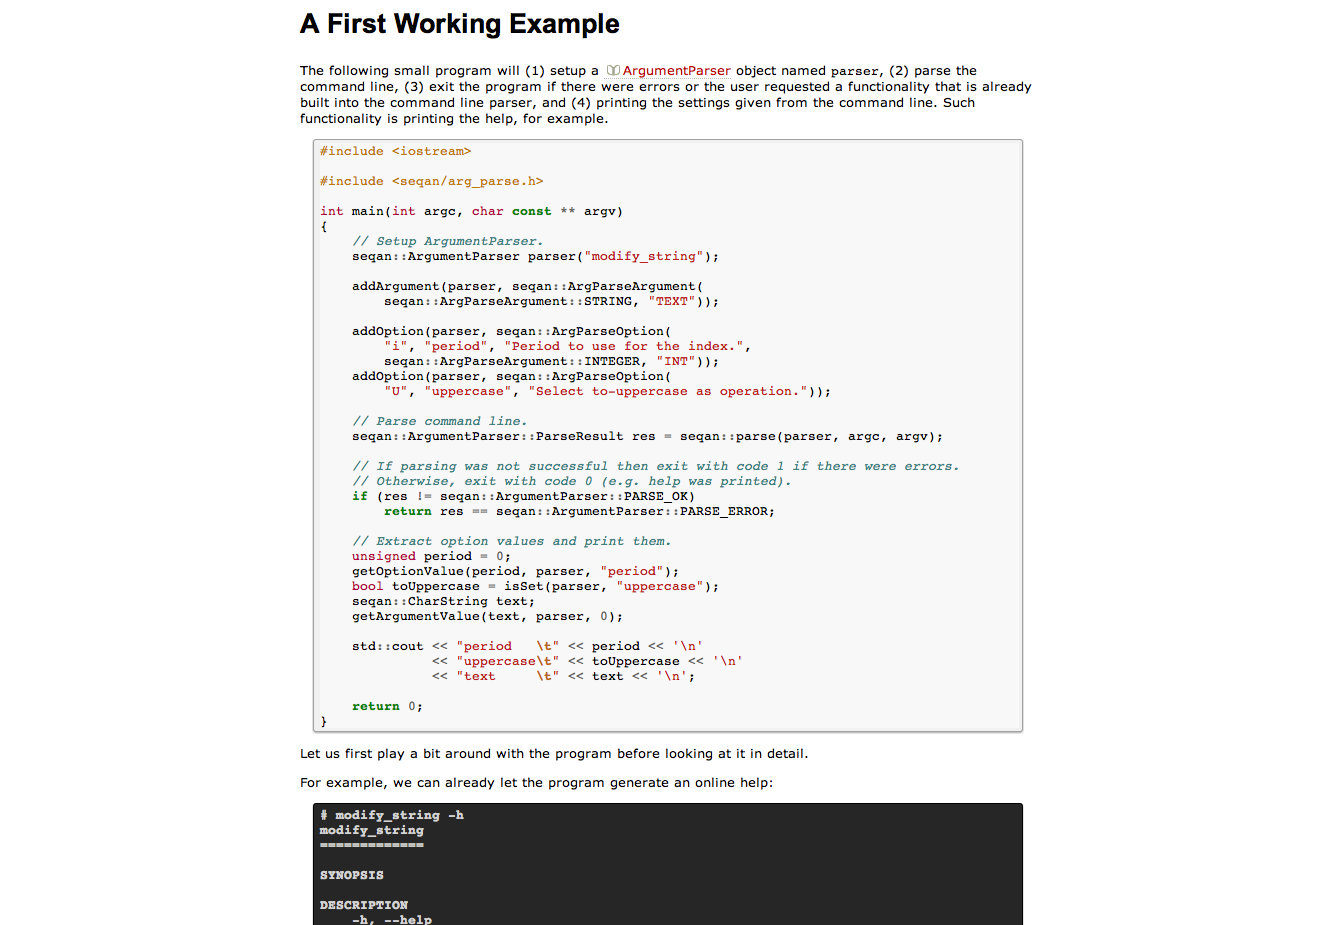 A First Working Example
The following small program will (1) setup a ArgumentParser object named parser, (2) parse the
command line, (3) exit the program if there were errors or the user requested a functionality that is already
built into the command line parser, and (4) printing the settings given from the command line. Such
functionality is printing the help, for example.
#include <iostream>
#include <seqan/arg_parse.h>
int main(int argc, char const ** argv)
{
    // Setup ArgumentParser.
    seqan::ArgumentParser parser("modify_string");
    addArgument(parser, seqan::ArgParseArgument(
        seqan::ArgParseArgument::STRING, "TEXT"));
    addOption(parser, seqan::ArgParseOption(
        "i", "period", "Period to use for the index.",
        seqan::ArgParseArgument::INTEGER, "INT"));
    addOption(parser, seqan::ArgParseOption(
        "U", "uppercase", "Select to-uppercase as operation."));
    // Parse command line.
    seqan::ArgumentParser::ParseResult res = seqan::parse(parser, argc, argv);
    // If parsing was not successful then exit with code 1 if there were errors.
    // Otherwise, exit with code 0 (e.g. help was printed).
    if (res != seqan::ArgumentParser::PARSE_OK)
        return res == seqan::ArgumentParser::PARSE_ERROR;
    // Extract option values and print them.
    unsigned period = 0;
    getOptionValue(period, parser, "period");
    bool toUppercase = isSet(parser, "uppercase");
    seqan::CharString text;
    getArgumentValue(text, parser, 0);
    std::cout << "period   \t" << period << '\n'
              << "uppercase\t" << toUppercase << '\n'
              << "text     \t" << text << '\n';
    return 0;
}
Let us first play a bit around with the program before looking at it in detail.
For example, we can already let the program generate an online help:
# modify_string -h
modify_string
=============
SYNOPSIS
DESCRIPTION
    -h, --help